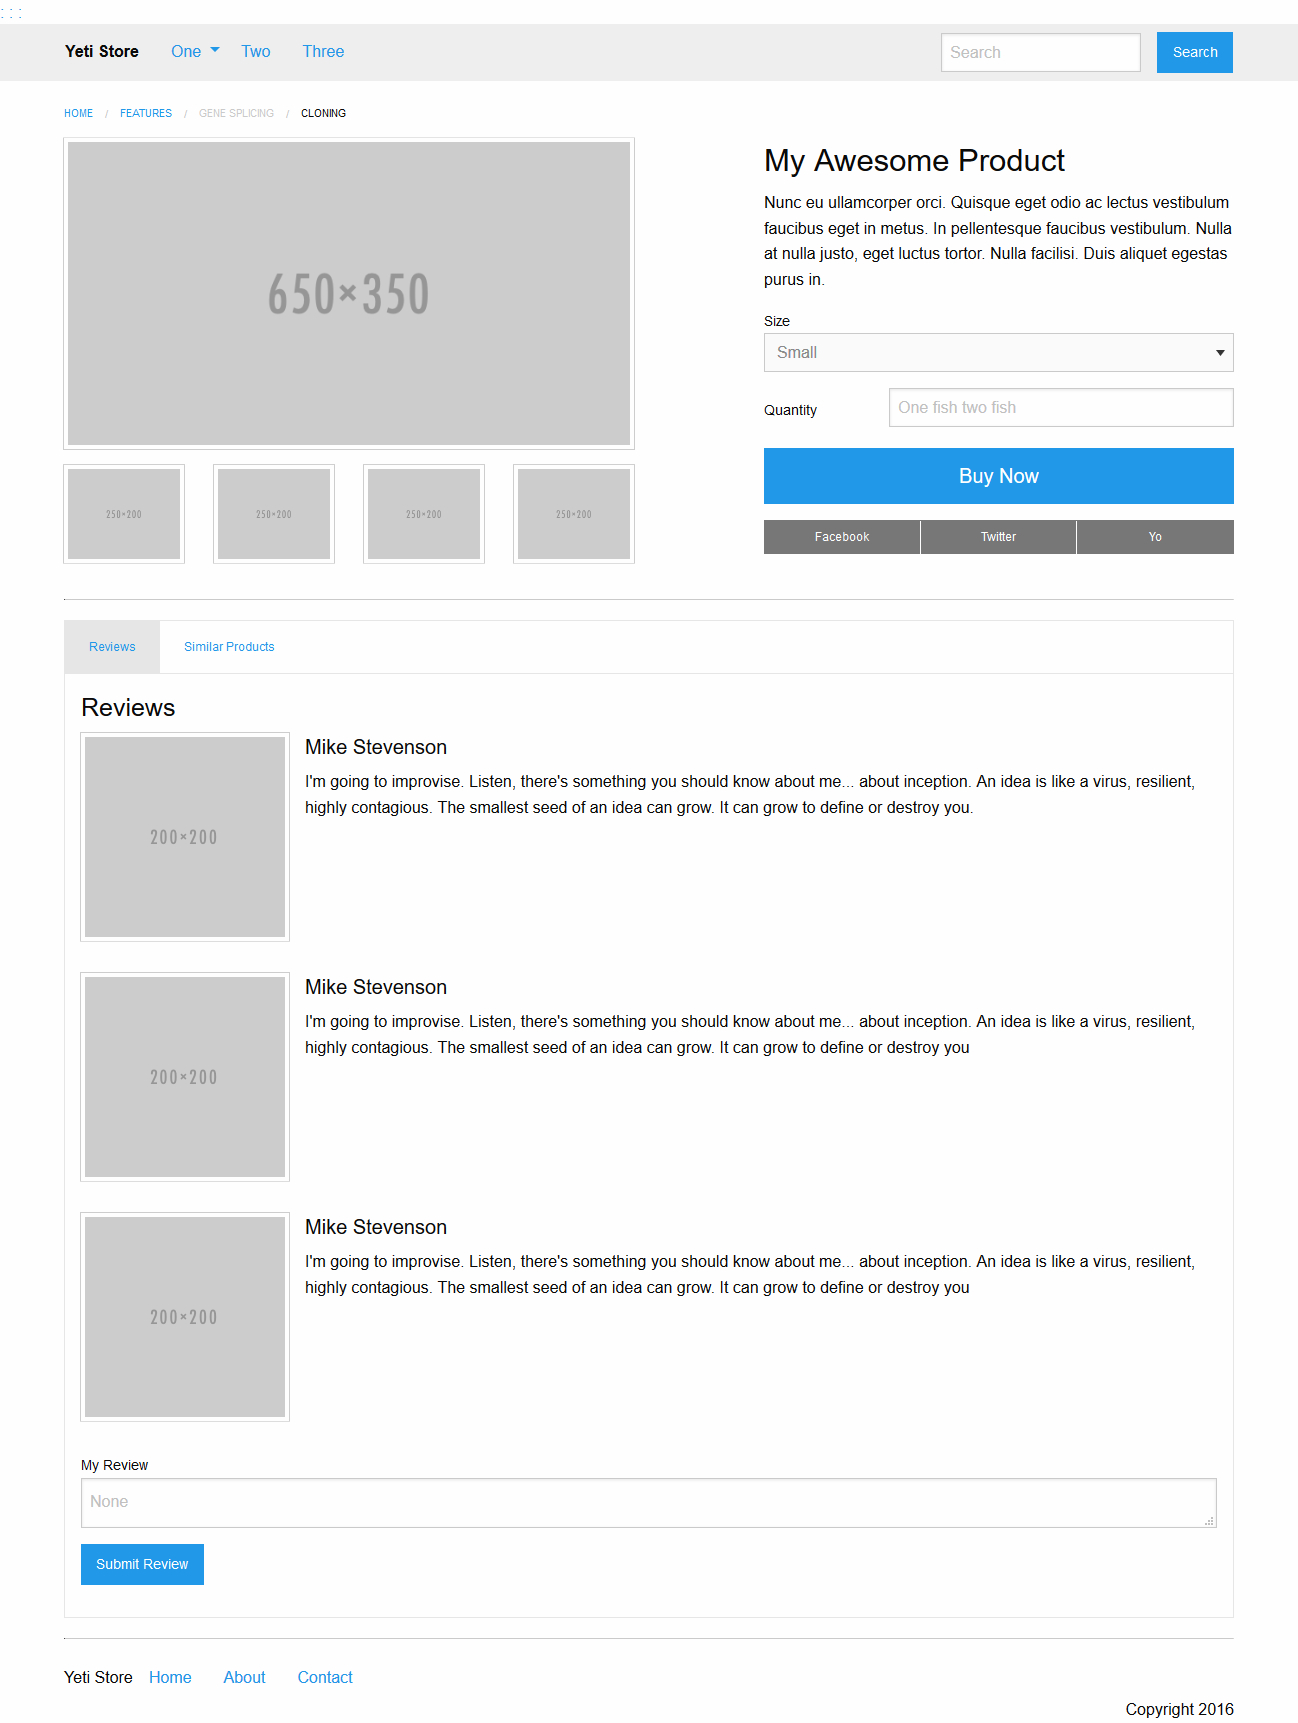 : : :
Yeti Store One Two Three Search Search
HOME / FEATURES / GENE SPLICING / CLONING
650×350
250×200 250×200 250×200 250×200
My Awesome Product
Nunc eu ullamcorper orci. Quisque eget odio ac lectus vestibulum
faucibus eget in metus. In pellentesque faucibus vestibulum. Nulla
at nulla justo, eget luctus tortor. Nulla facilisi. Duis aliquet egestas
purus in.
Size
Small
Quantity One fish two fish
Buy Now
Facebook Twitter Yo
Reviews Similar Products
Reviews
200×200
Mike Stevenson
I'm going to improvise. Listen, there's something you should know about me... about inception. An idea is like a virus, resilient,
highly contagious. The smallest seed of an idea can grow. It can grow to define or destroy you.
200×200
Mike Stevenson
I'm going to improvise. Listen, there's something you should know about me... about inception. An idea is like a virus, resilient,
highly contagious. The smallest seed of an idea can grow. It can grow to define or destroy you
200×200
Mike Stevenson
I'm going to improvise. Listen, there's something you should know about me... about inception. An idea is like a virus, resilient,
highly contagious. The smallest seed of an idea can grow. It can grow to define or destroy you
My Review
None
Submit Review
Yeti Store Home About Contact
Copyright 2016